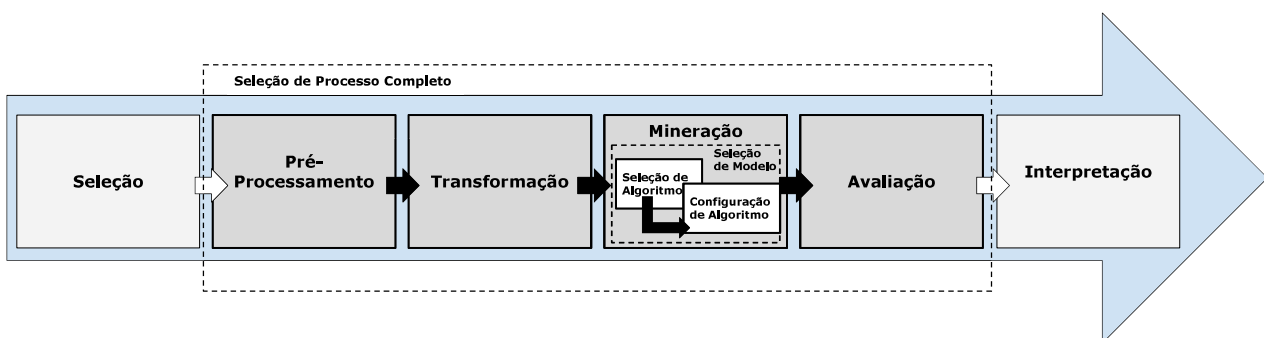 Seleção de Processo Completo
Seleção
Pré-
Processamento
Transformação
Mineração
Seleção
de Modelo
Seleção de
Algoritmo
Configuração
de Algoritmo
Avaliação
Interpretação